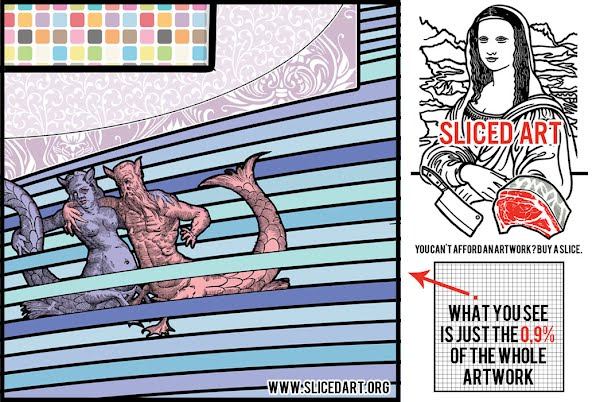 SLICED ART
YOU CAN'T AFFORD AN ARTWORK? BUY A SLICE.
WHAT YOU SEE
IS JUST THE 0,9%
OF THE WHOLE
ARTWORK
WWW.SLICEDART.ORG